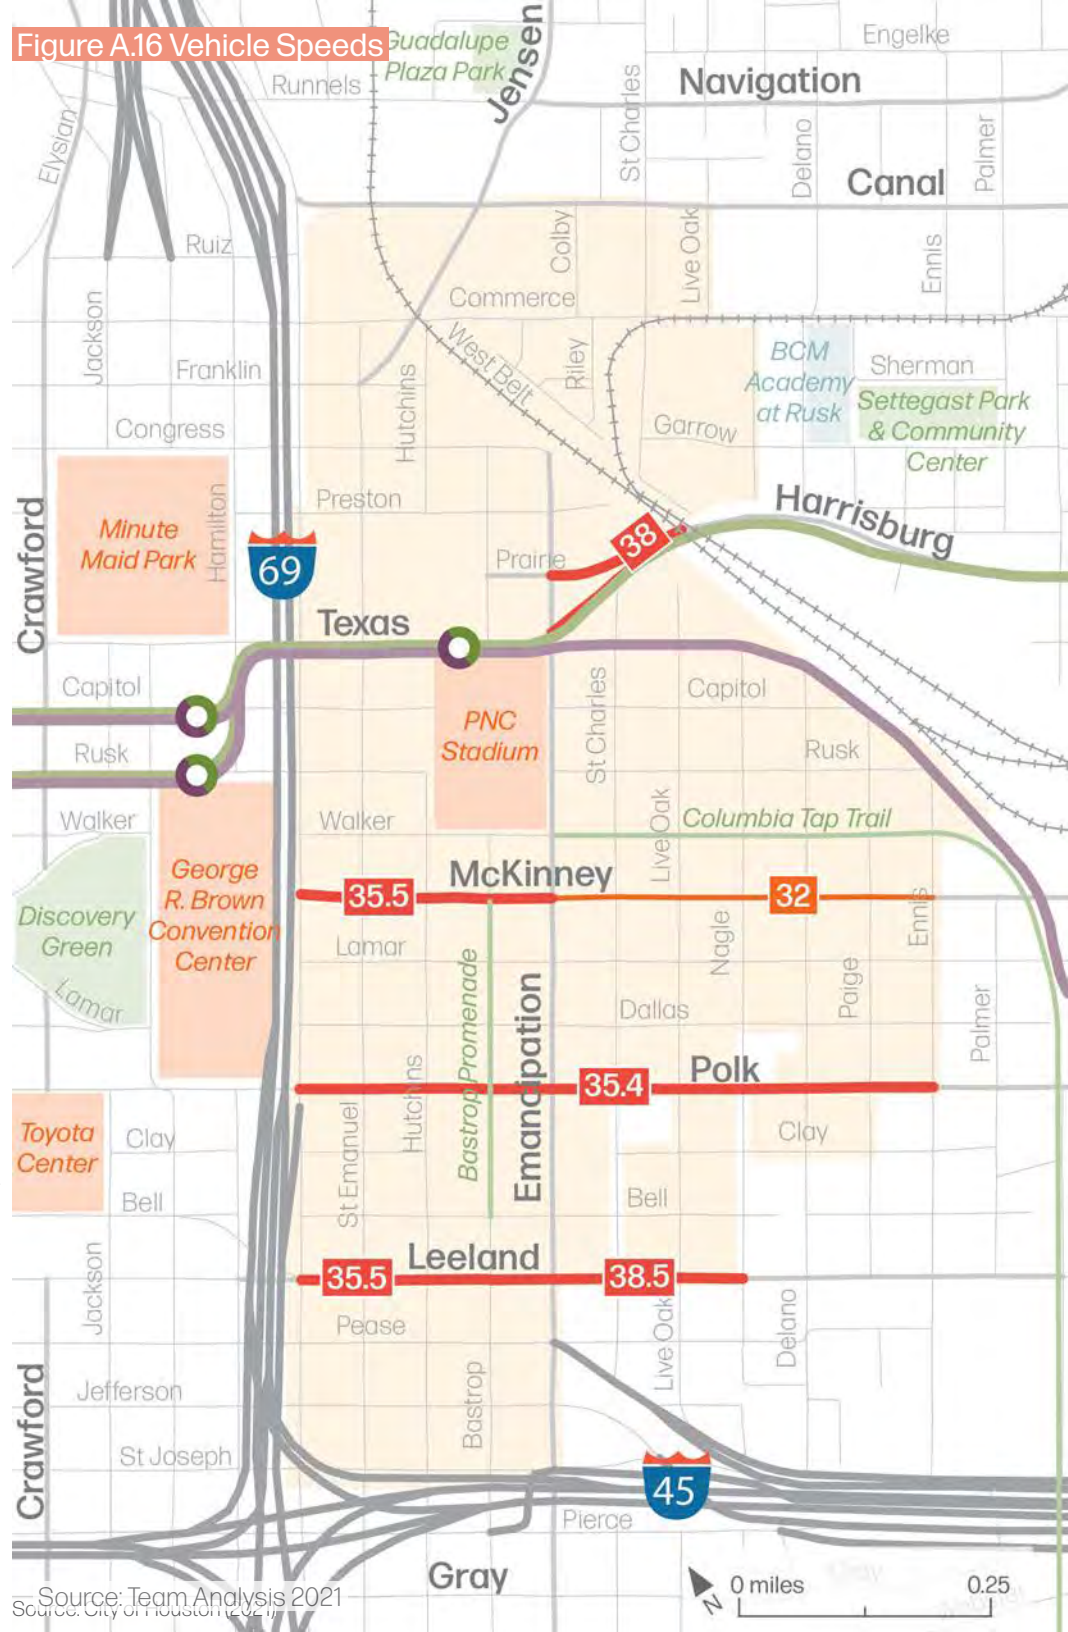 Figure A.16 Vehicle Speeds
Guadalupe
Plaza Park
Jensen
Engelke
Runnels
Navigation
St Charles
Elysian
Delano
Palmer
Canal
Ruiz
Colby
Live Oak
Ennis
Commerce
Jackson
West Belt
Riley
BCM
Academy
at Rusk
Sherman
Franklin
Hutchins
Settegast Park
& Community
Center
Congress
Garrow
Preston
Harrisburg
Crawford
Minute
Maid Park
Hamilton
69
38
Prairie
Texas
Capitol
St Charles
Capitol
PNC
Stadium
Rusk
Rusk
Walker
Walker
Live Oak
Columbia Tap Trail
George
R. Brown
Convention
Center
McKinney
35.5
32
Ennis
Discovery
Green
Lamar
Lamar
Nagle
Paige
Bastrop Promenade
Emancipation
Dallas
Palmer
Polk
35.4
Hutchins
Toyota
Center
Clay
St Emanuel
Clay
Bell
Bell
Leeland
35.5
38.5
Jackson
Pease
Live Oak
Delano
Jefferson
Bastrop
Crawford
St Joseph
45
Pierce
Gray
Gray
N
0 miles
0.25
Source: Team Analysis 2021
Source: City of Houston (2021)